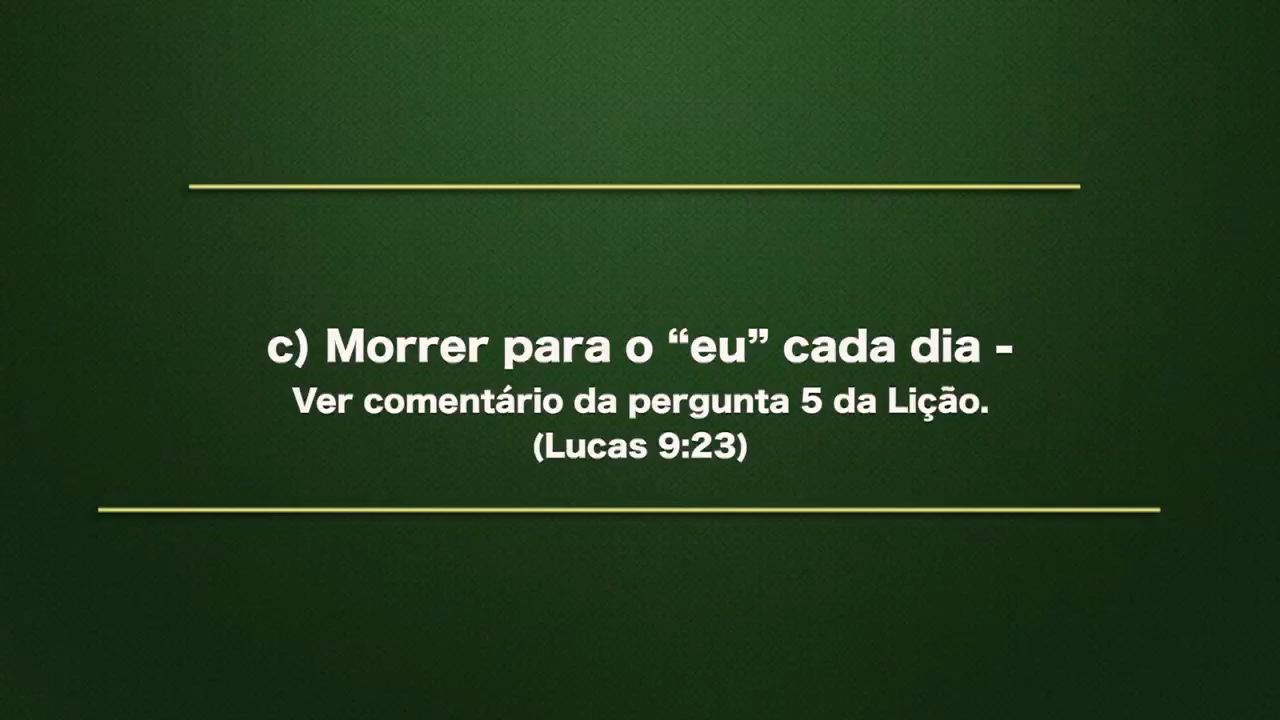 c) Morrer para o “eu” cada dia -
Ver comentário da pergunta 5 da Lição.
(Lucas 9:23)